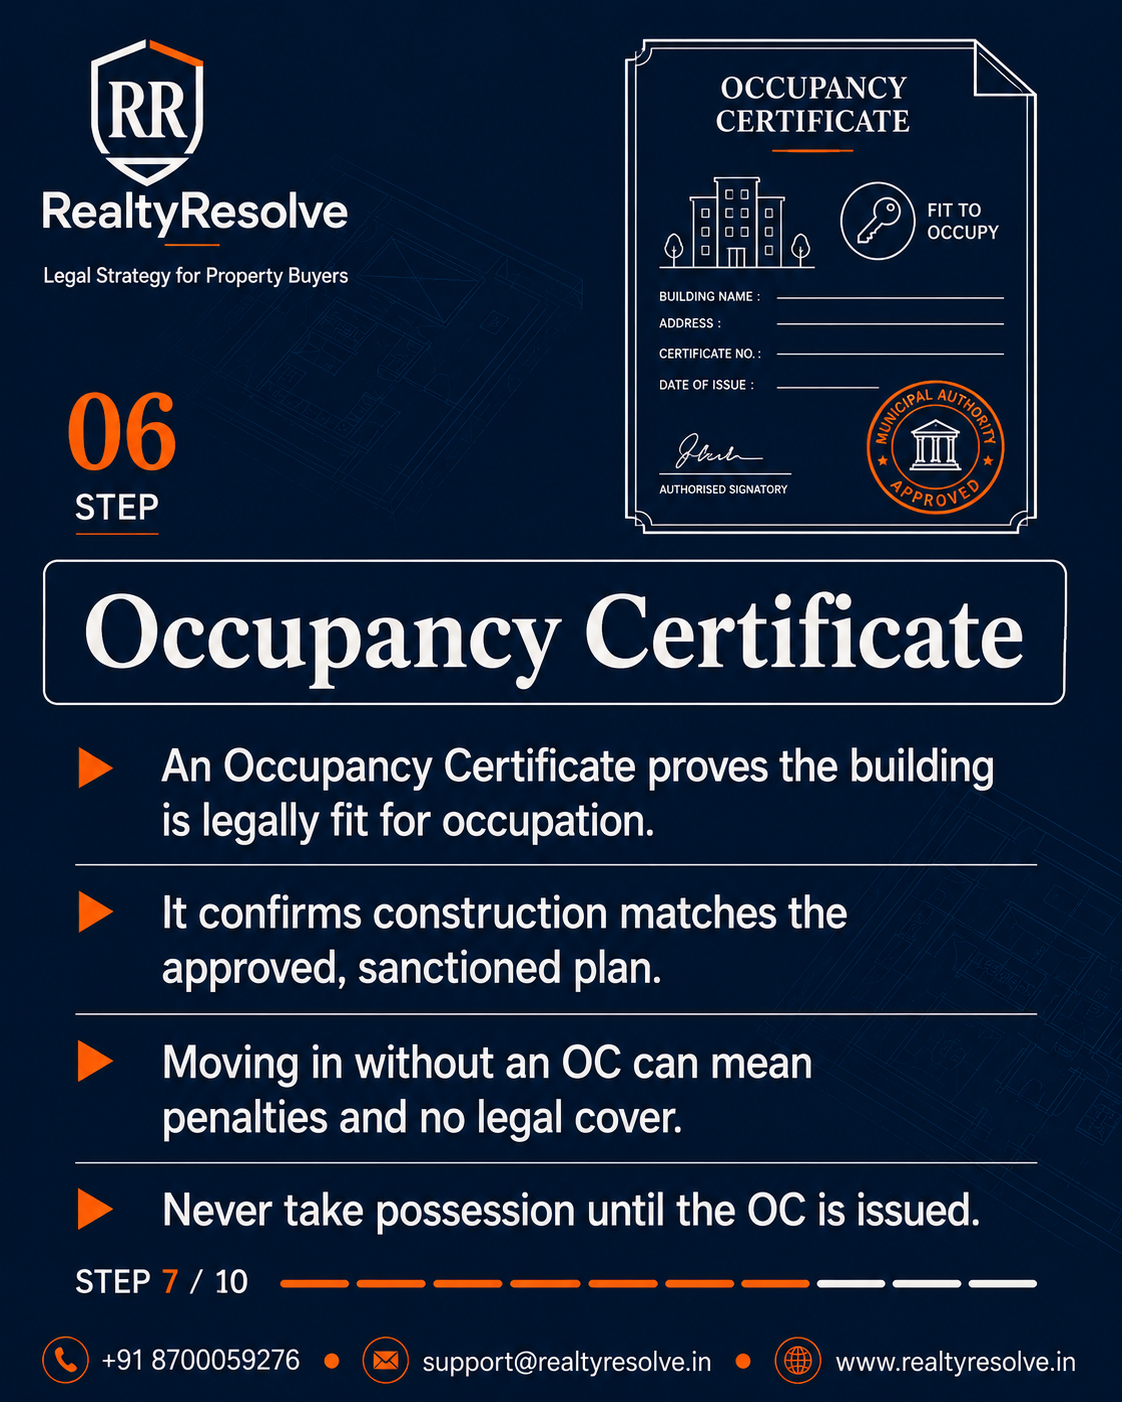 RR
RealtyResolve
Legal Strategy for Property Buyers
OCCUPANCY
CERTIFICATE
FIT TO
OCCUPY
BUILDING NAME :
ADDRESS :
CERTIFICATE NO. :
DATE OF ISSUE :
AUTHORISED SIGNATORY
MUNICIPAL AUTHORITY
APPROVED
06
STEP
Occupancy Certificate
An Occupancy Certificate proves the building
is legally fit for occupation.
It confirms construction matches the
approved, sanctioned plan.
Moving in without an OC can mean
penalties and no legal cover.
Never take possession until the OC is issued.
STEP 7 / 10
+91 8700059276 support@realtyresolve.in www.realtyresolve.in